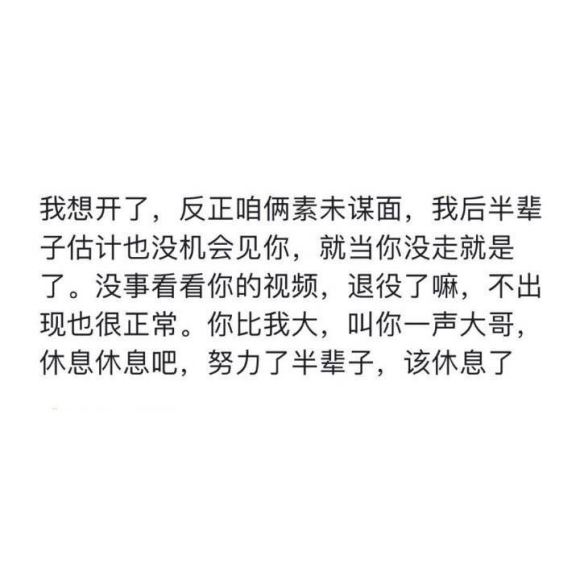 我想开了，反正咱俩素未谋面，我后半辈
子估计也没机会见你，就当你没走就是
了。没事看看你的视频，退役了嘛，不出
现也很正常。你比我大，叫你一声大哥，
休息休息吧，努力了半辈子，该休息了